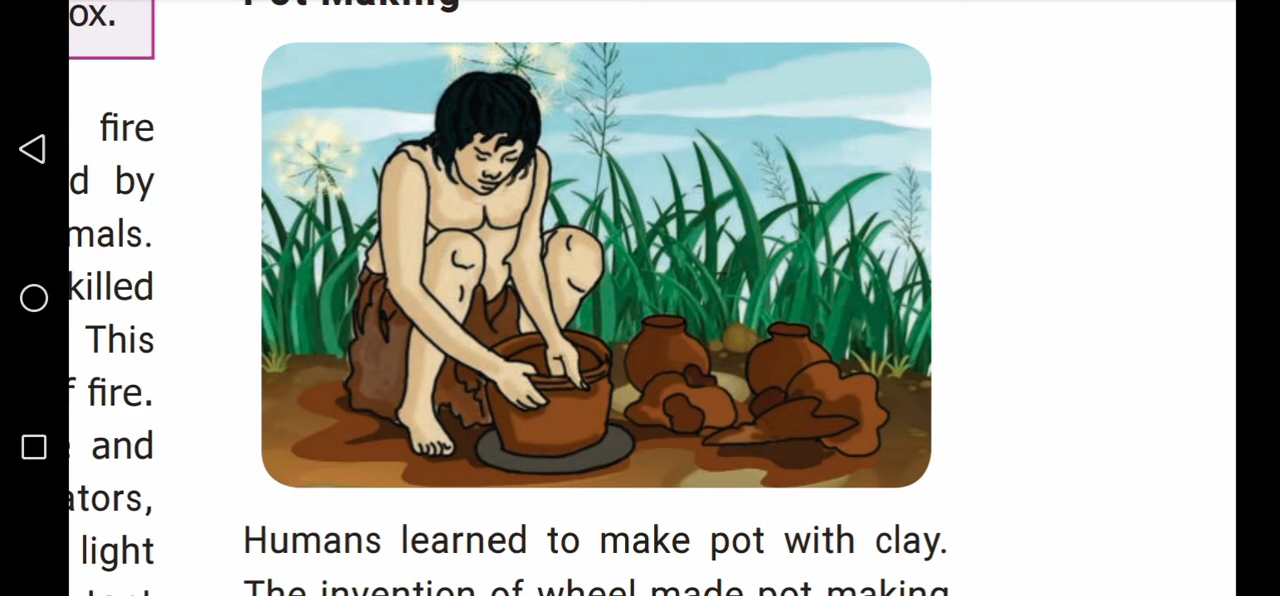 ox.
fire
d by
mals.
killed
This
f fire.
and
ators,
light
Pot Making
Humans learned to make pot with clay.
The invention of wheel made pot making